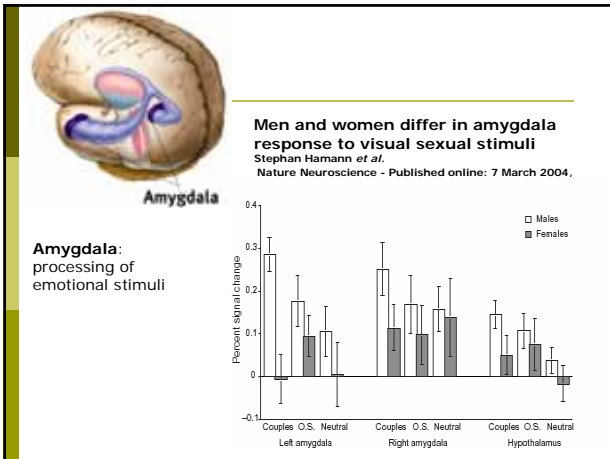 Amygdala
Men and women differ in amygdala
response to visual sexual stimuli
Stephan Hamann et al.
Nature Neuroscience - Published online: 7 March 2004,
Amygdala:
processing of
emotional stimuli
Percent signal change
0.4
0.3
0.2
0.1
0
–0.1
Males
Females
Couples O.S. Neutral Couples O.S. Neutral Couples O.S. Neutral
Left amygdala Right amygdala Hypothalamus